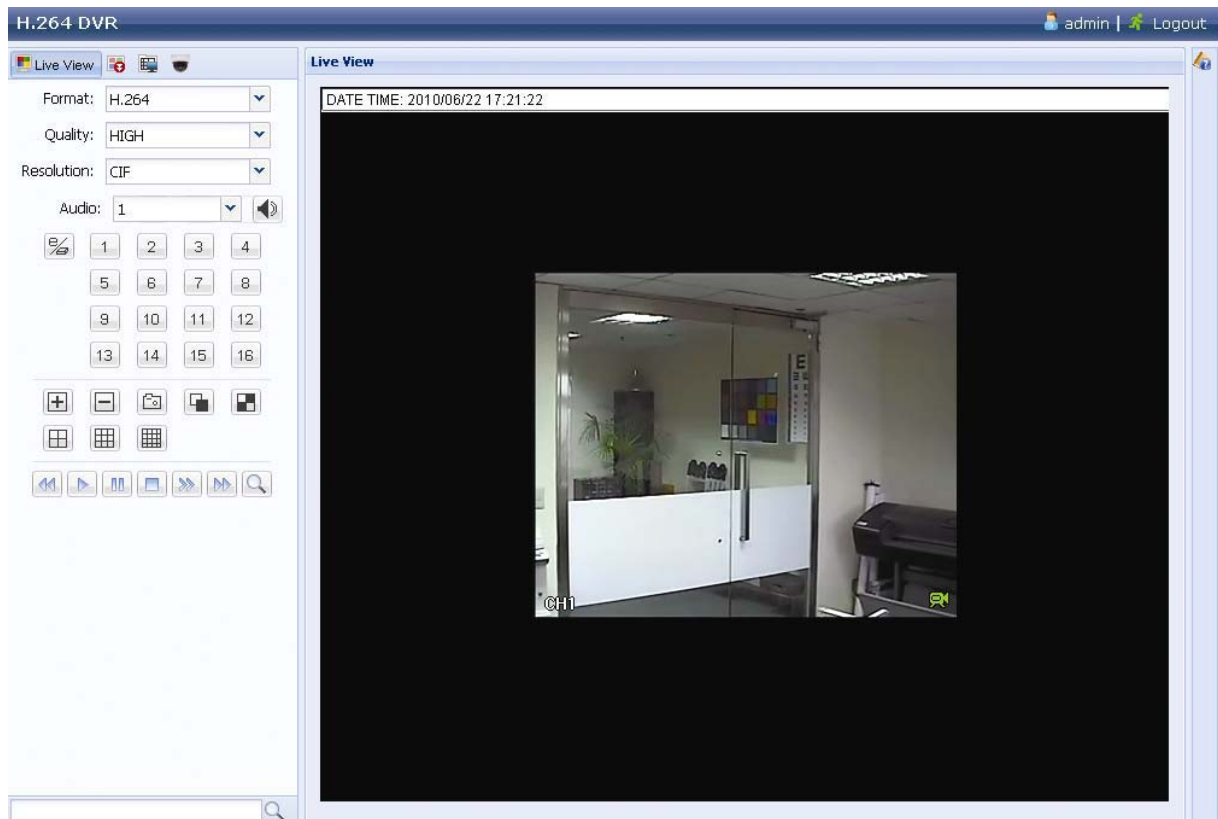 H.264 DVR
admin | Logout
Live View
Live View
Format: H.264
DATE TIME: 2010/06/22 17:21:22
Quality: HIGH
Resolution: CIF
Audio: 1
1 2 3 4
5 6 7 8
9 10 11 12
13 14 15 16
E
CH1